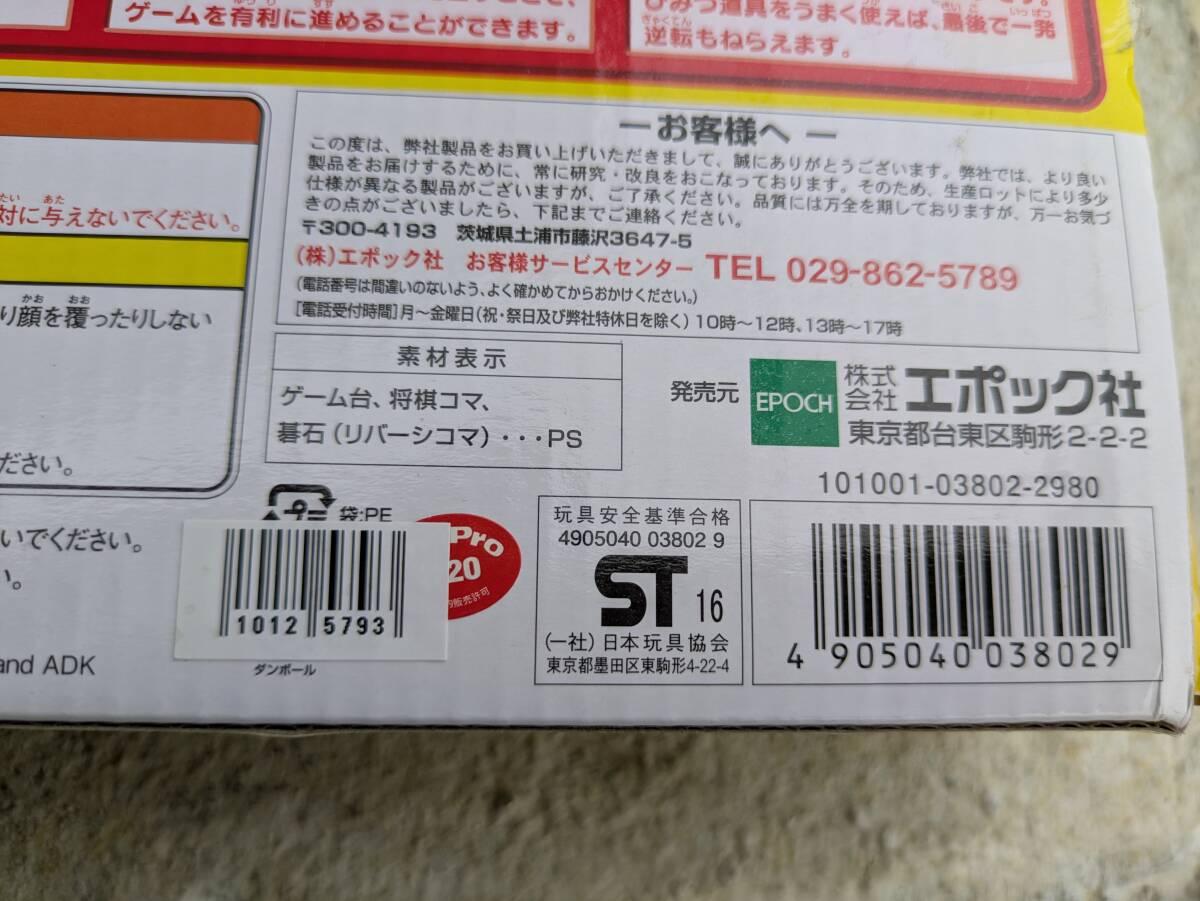 ゲームを有利に進めることができます。
ひみつ道具をうまく使えば、最後で一発
逆転もねらえます。
対に与えないでください。
り顔を覆ったりしない
ださい。
いでください。
い。
and ADK
ーお客様へー
この度は、弊社製品をお買い上げいただきまして、誠にありがとうございます。弊社では、より良い
製品をお届けするために、常に研究・改良をおこなっております。そのため、生産ロットにより多少
仕様が異なる製品がございますが、ご了承ください。品質には万全を期しておりますが、万一お気づ
きの点がございましたら、下記までご連絡ください。
〒300-4193 茨城県土浦市藤沢3647-5
(株)エポック社 お客様サービスセンター TEL 029-862-5789
(電話番号は間違いのないよう、よく確かめてからおかけください。)
[電話受付時間]月〜金曜日(祝・祭日及び弊社特休日を除く)10時〜12時、13時〜17時
素材表示
ゲーム台、将棋コマ、
碁石(リバーシコマ)・・・PS
発売元 EPOCH 株式会社 エポック社
東京都台東区駒形2-2-2
101001-03802-2980
プラ 袋:PE
Pro
20
販売許可
1012 5793
ダンボール
玩具安全基準合格
4905040 03802 9
ST 16
(一社)日本玩具協会
東京都墨田区東駒形4-22-4
4 905040 038029